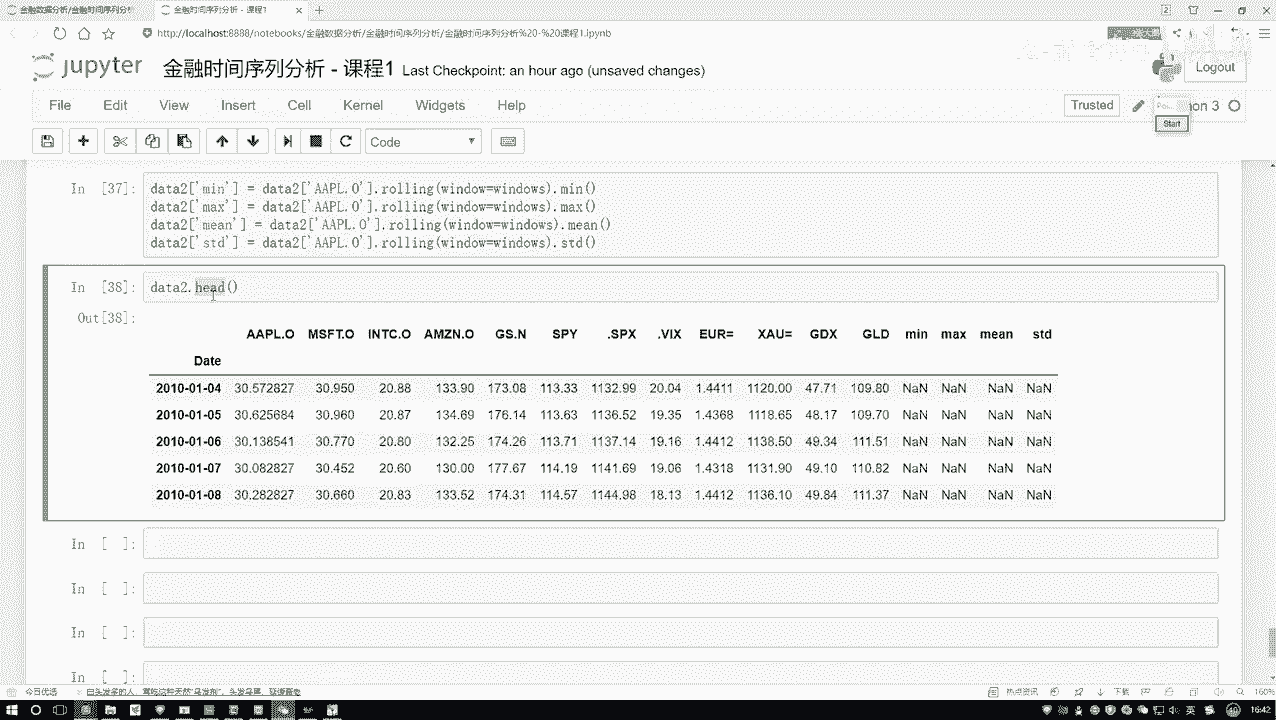 金融数据分析/金融时间序列分析
金融时间序列分析 - 课程1
http://localhost:8888/notebooks/金融数据分析/金融时间序列分析/金融时间序列分析%20-%20课程1.ipynb
jupyter 金融时间序列分析 - 课程1 Last Checkpoint: an hour ago (unsaved changes)
Logout
File Edit View Insert Cell Kernel Widgets Help
Trusted
Start
Code
In [37]:
data2['min'] = data2['AAPL.O'].rolling(window=windows).min()
data2['max'] = data2['AAPL.O'].rolling(window=windows).max()
data2['mean'] = data2['AAPL.O'].rolling(window=windows).mean()
data2['std'] = data2['AAPL.O'].rolling(window=windows).std()
In [38]: data2.head()
Out[38]:
AAPL.O MSFT.O INTC.O AMZN.O GS.N SPY .SPX .VIX EUR= XAU= GDX GLD min max mean std
Date
2010-01-04 30.572827 30.950 20.88 133.90 173.08 113.33 1132.99 20.04 1.4411 1120.00 47.71 109.80 NaN NaN NaN NaN
2010-01-05 30.625684 30.960 20.87 134.69 176.14 113.63 1136.52 19.35 1.4368 1118.65 48.17 109.70 NaN NaN NaN NaN
2010-01-06 30.138541 30.770 20.80 132.25 174.26 113.71 1137.14 19.16 1.4412 1138.50 49.34 111.51 NaN NaN NaN NaN
2010-01-07 30.082827 30.452 20.60 130.00 177.67 114.19 1141.69 19.06 1.4318 1131.90 49.10 110.82 NaN NaN NaN NaN
2010-01-08 30.282827 30.660 20.83 133.52 174.31 114.57 1144.98 18.13 1.4412 1136.10 49.84 111.37 NaN NaN NaN NaN
In [ ]:
In [ ]:
In [ ]:
In [ ]:
今日优选
热点资讯
下载
160%
16:42